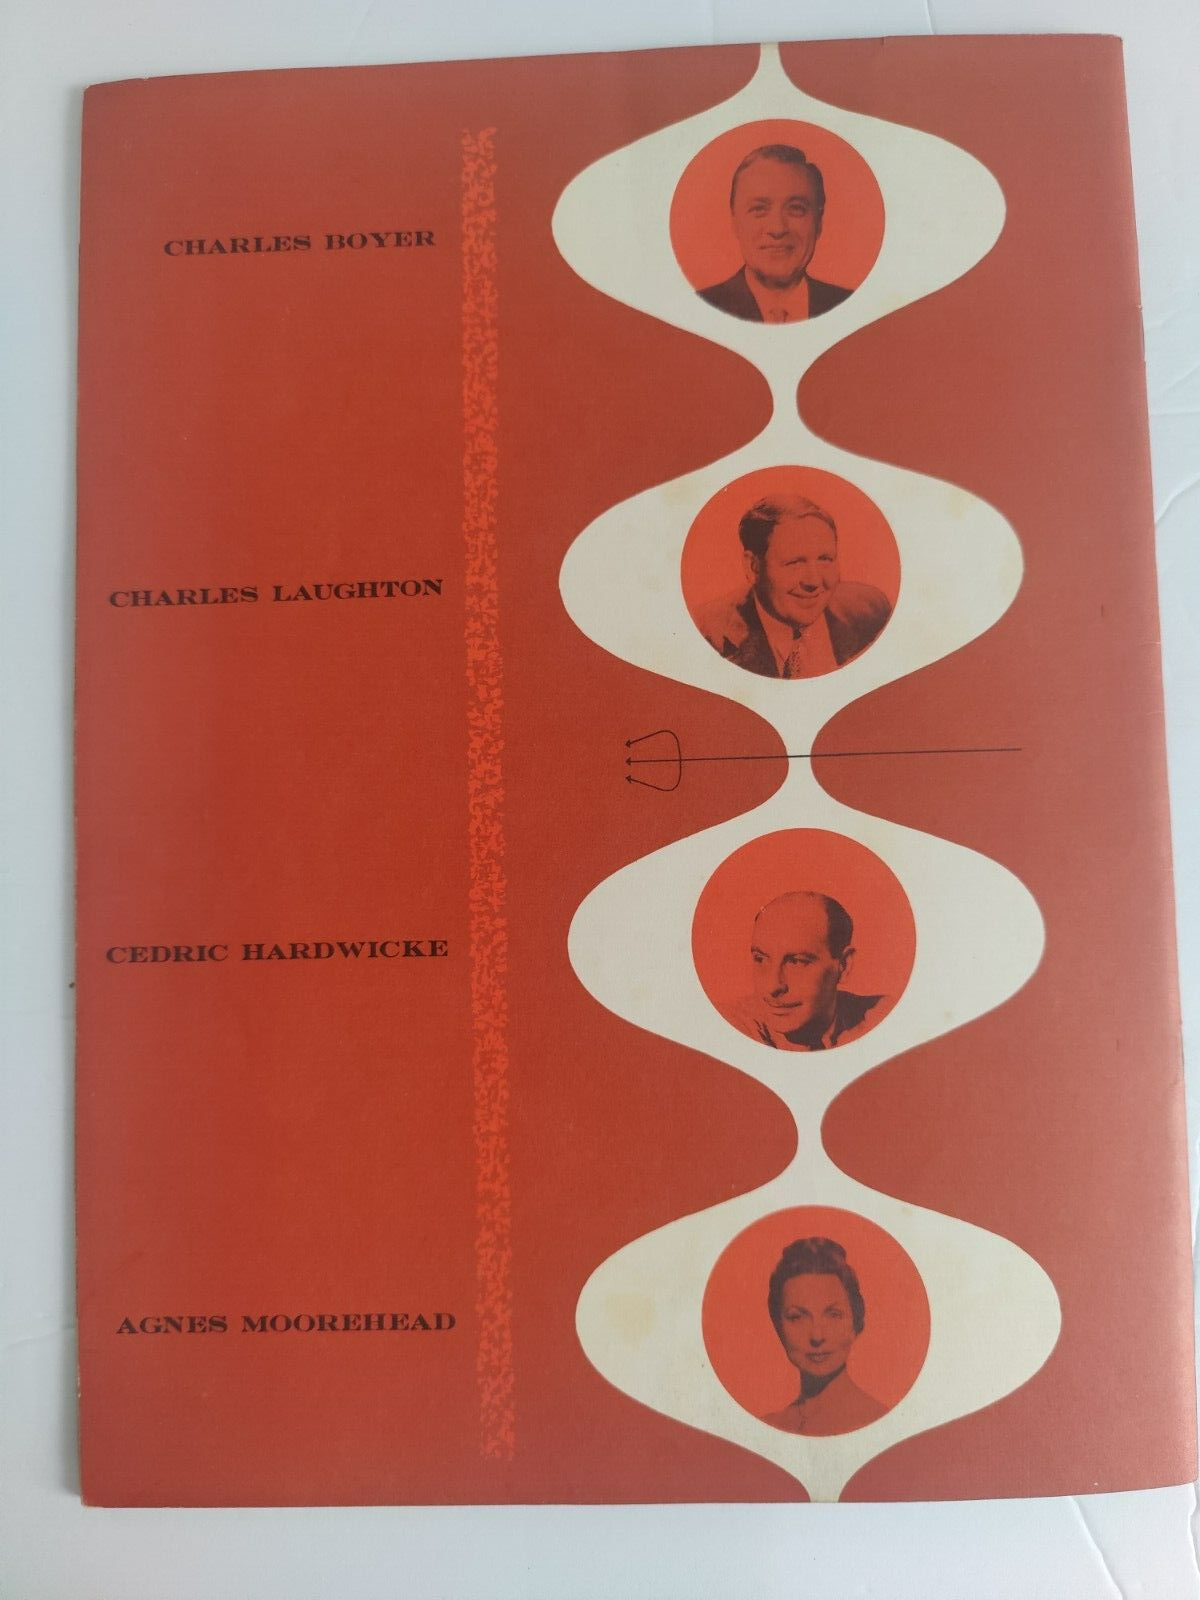 CHARLES BOYER
CHARLES LAUGHTON
CEDRIC HARDWICKE
AGNES MOOREHEAD